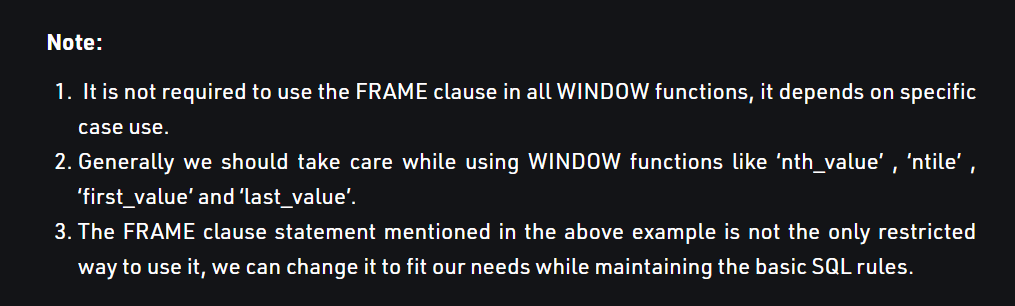 Note:
1. It is not required to use the FRAME clause in all WINDOW functions, it depends on specific
case use.
2. Generally we should take care while using WINDOW functions like ‘nth_value’ , ‘ntile’ ,
‘first_value’ and ‘last_value’.
3. The FRAME clause statement mentioned in the above example is not the only restricted
way to use it, we can change it to fit our needs while maintaining the basic SQL rules.